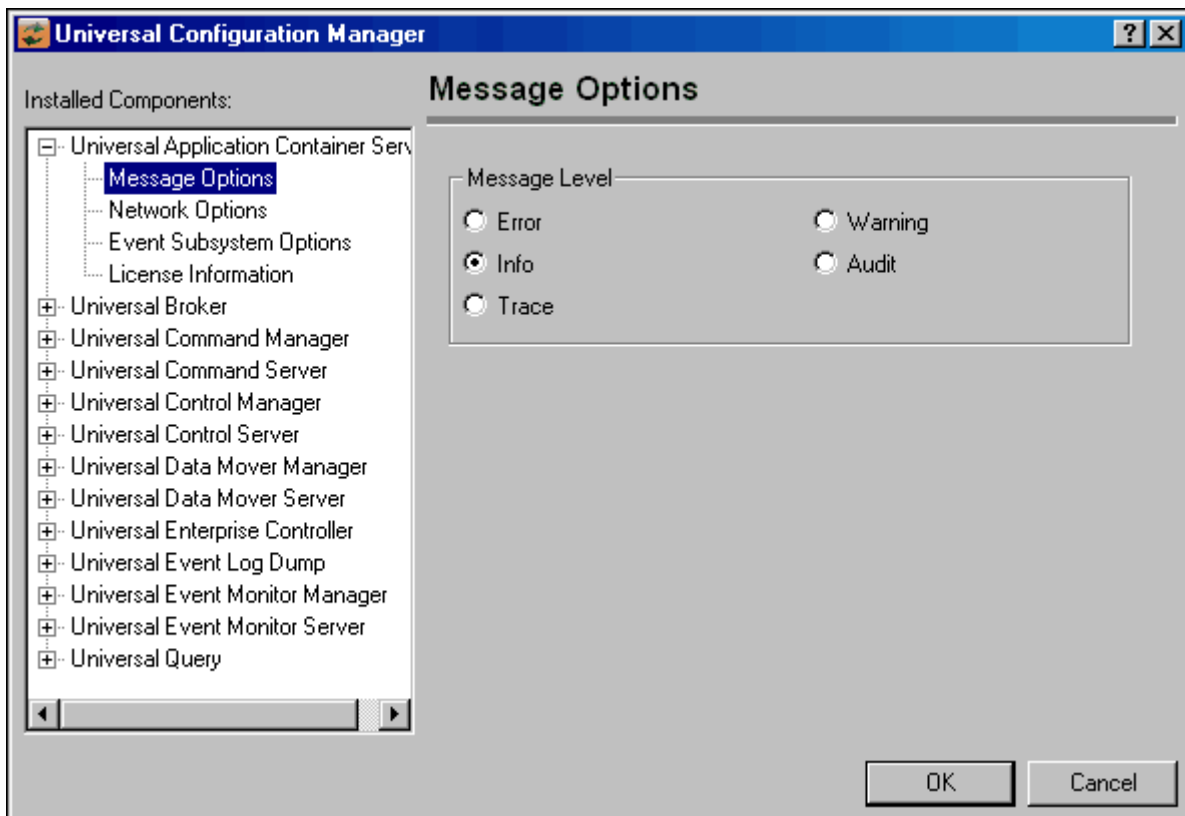 Universal Configuration Manager
Installed Components:
Universal Application Container Serv
Message Options
Network Options
Event Subsystem Options
License Information
Universal Broker
Universal Command Manager
Universal Command Server
Universal Control Manager
Universal Control Server
Universal Data Mover Manager
Universal Data Mover Server
Universal Enterprise Controller
Universal Event Log Dump
Universal Event Monitor Manager
Universal Event Monitor Server
Universal Query
Message Options
Message Level
Error
Warning
Info
Audit
Trace
OK
Cancel